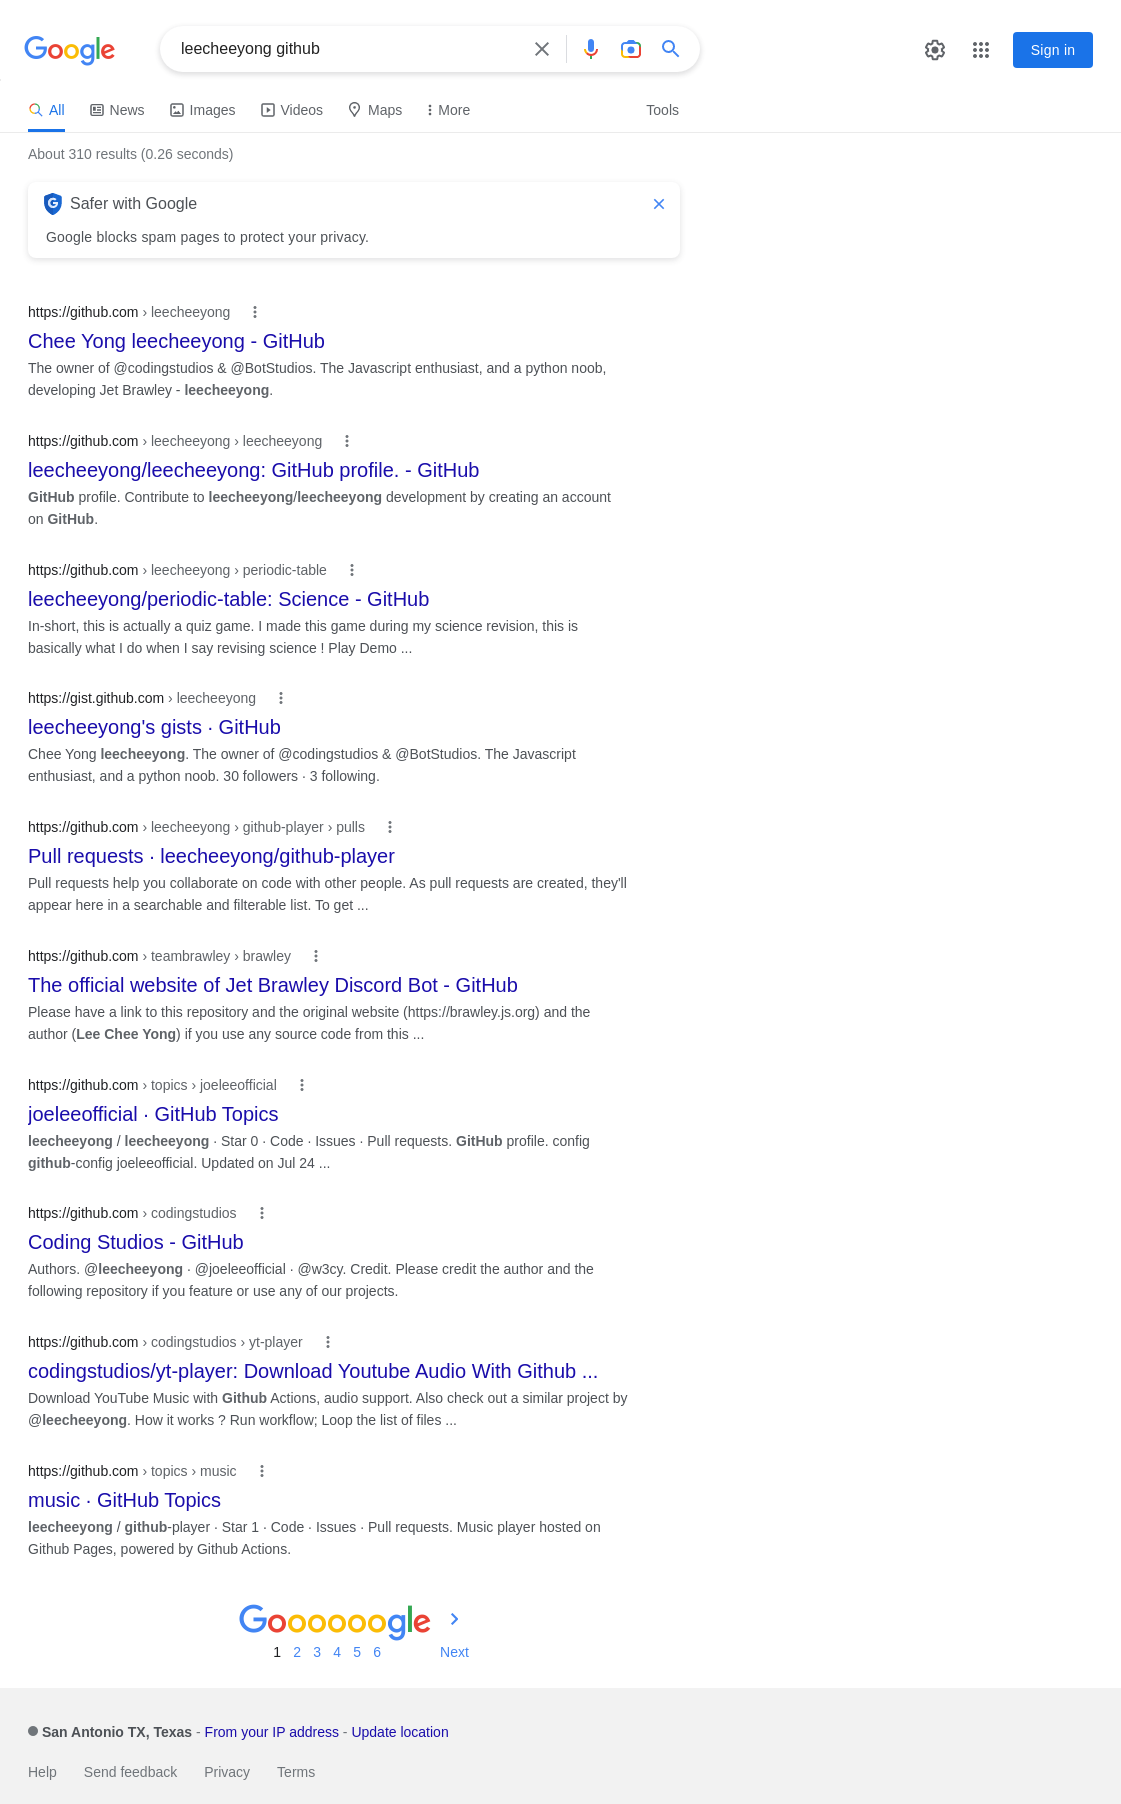 Google
leecheeyong github
Sign in
All
News
Images
Videos
Maps
More
Tools
About 310 results (0.26 seconds)
Safer with Google
Google blocks spam pages to protect your privacy.
https://github.com › leecheeyong
Chee Yong leecheeyong - GitHub
The owner of @codingstudios & @BotStudios. The Javascript enthusiast, and a python noob,
developing Jet Brawley - leecheeyong.
https://github.com › leecheeyong › leecheeyong
leecheeyong/leecheeyong: GitHub profile. - GitHub
GitHub profile. Contribute to leecheeyong/leecheeyong development by creating an account
on GitHub.
https://github.com › leecheeyong › periodic-table
leecheeyong/periodic-table: Science - GitHub
In-short, this is actually a quiz game. I made this game during my science revision, this is
basically what I do when I say revising science ! Play Demo ...
https://gist.github.com › leecheeyong
leecheeyong's gists · GitHub
Chee Yong leecheeyong. The owner of @codingstudios & @BotStudios. The Javascript
enthusiast, and a python noob. 30 followers · 3 following.
https://github.com › leecheeyong › github-player › pulls
Pull requests · leecheeyong/github-player
Pull requests help you collaborate on code with other people. As pull requests are created, they'll
appear here in a searchable and filterable list. To get ...
https://github.com › teambrawley › brawley
The official website of Jet Brawley Discord Bot - GitHub
Please have a link to this repository and the original website (https://brawley.js.org) and the
author (Lee Chee Yong) if you use any source code from this ...
https://github.com › topics › joeleeofficial
joeleeofficial · GitHub Topics
leecheeyong / leecheeyong · Star 0 · Code · Issues · Pull requests. GitHub profile. config
github-config joeleeofficial. Updated on Jul 24 ...
https://github.com › codingstudios
Coding Studios - GitHub
Authors. @leecheeyong · @joeleeofficial · @w3cy. Credit. Please credit the author and the
following repository if you feature or use any of our projects.
https://github.com › codingstudios › yt-player
codingstudios/yt-player: Download Youtube Audio With Github ...
Download YouTube Music with Github Actions, audio support. Also check out a similar project by
@leecheeyong. How it works ? Run workflow; Loop the list of files ...
https://github.com › topics › music
music · GitHub Topics
leecheeyong / github-player · Star 1 · Code · Issues · Pull requests. Music player hosted on
Github Pages, powered by Github Actions.
Goooooogle
1 2 3 4 5 6 Next
San Antonio TX, Texas - From your IP address - Update location
Help Send feedback Privacy Terms